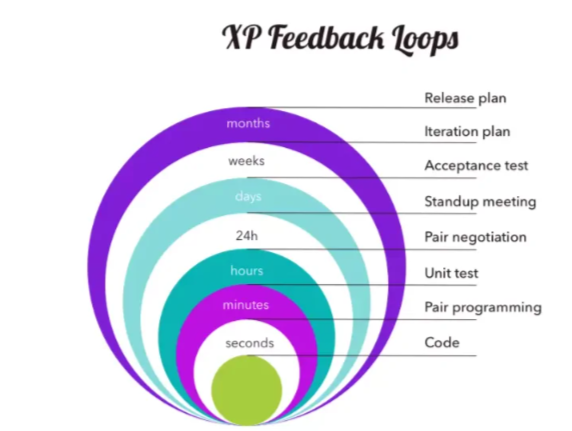 XP Feedback Loops
Release plan
months
Iteration plan
weeks
Acceptance test
days
Standup meeting
24h
Pair negotiation
hours
Unit test
minutes
Pair programming
seconds
Code